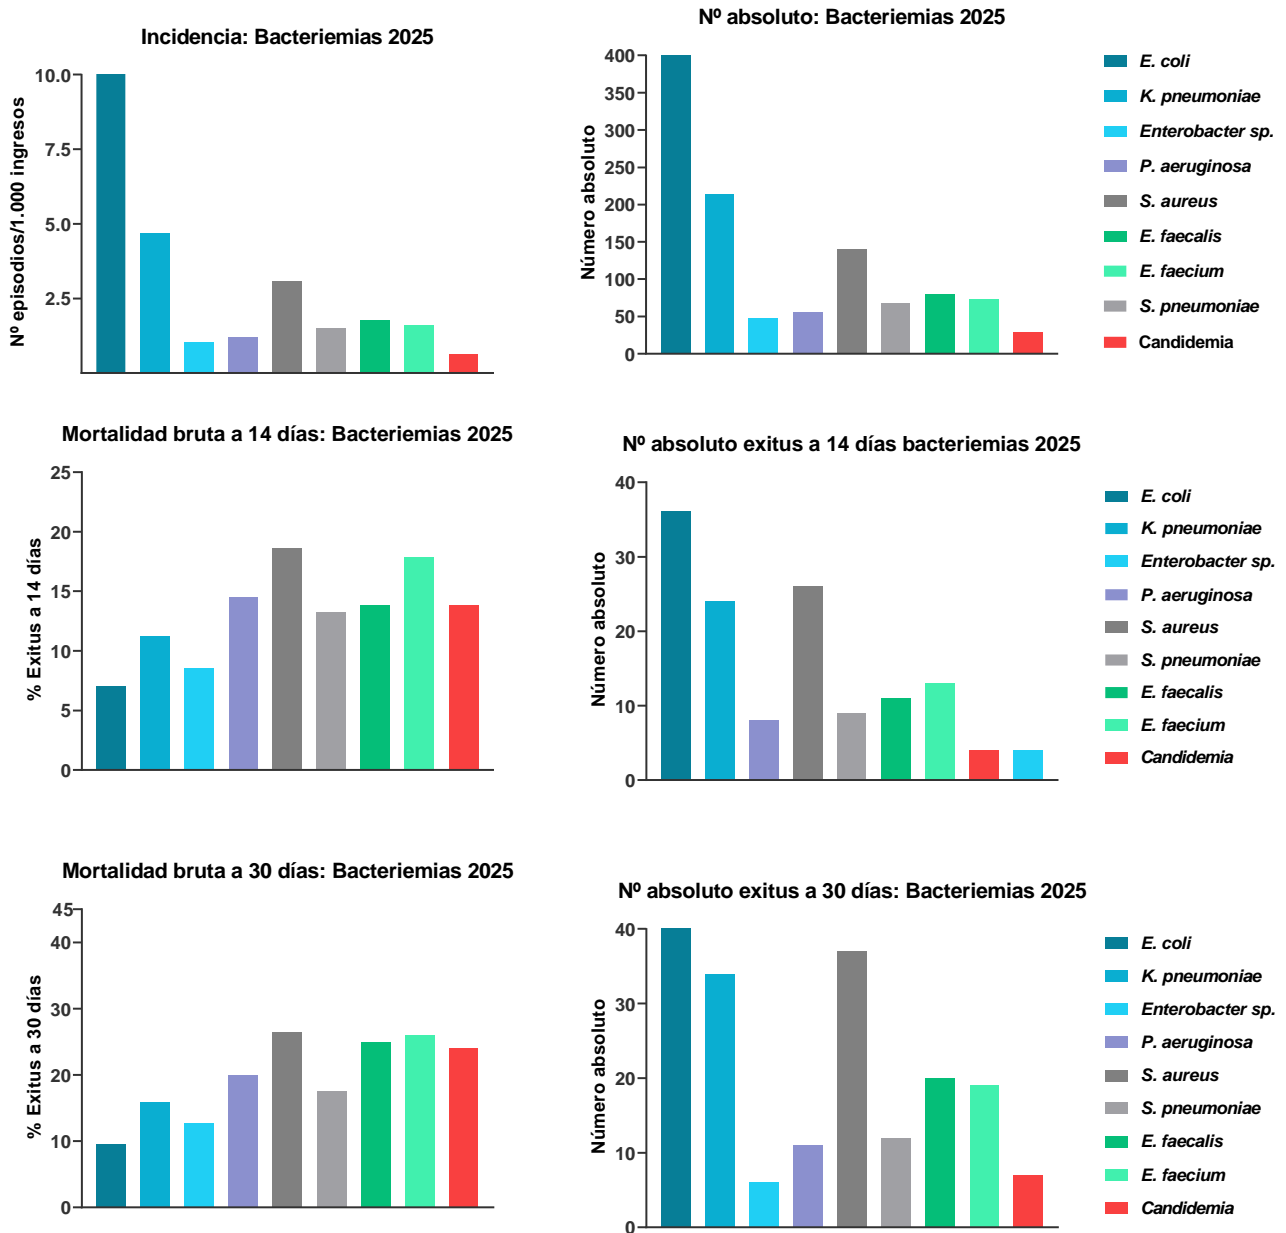 Incidencia: Bacteriemias 2025
Nº episodios/1.000 ingresos
10.0
7.5
5.0
2.5
Nº absoluto: Bacteriemias 2025
Número absoluto
400
350
300
250
200
150
100
50
0
E. coli
K. pneumoniae
Enterobacter sp.
P. aeruginosa
S. aureus
E. faecalis
E. faecium
S. pneumoniae
Candidemia
Mortalidad bruta a 14 días: Bacteriemias 2025
% Exitus a 14 días
25
20
15
10
5
0
Nº absoluto exitus a 14 días bacteriemias 2025
Número absoluto
40
30
20
10
0
E. coli
K. pneumoniae
Enterobacter sp.
P. aeruginosa
S. aureus
S. pneumoniae
E. faecalis
E. faecium
Candidemia
Mortalidad bruta a 30 días: Bacteriemias 2025
% Exitus a 30 días
45
40
30
20
10
0
Nº absoluto exitus a 30 días: Bacteriemias 2025
Número absoluto
40
30
20
10
0
E. coli
K. pneumoniae
Enterobacter sp.
P. aeruginosa
S. aureus
S. pneumoniae
E. faecalis
E. faecium
Candidemia